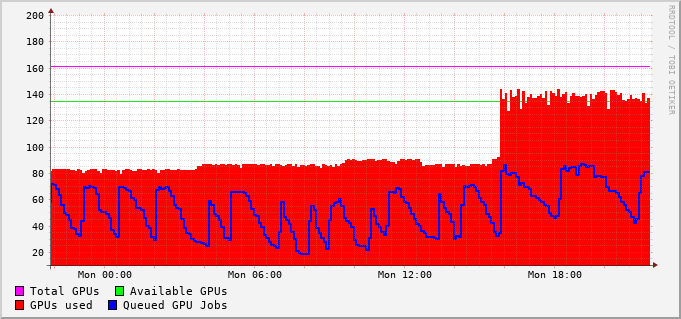 200
180
160
140
120
100
80
60
40
20
Mon 00:00 Mon 06:00 Mon 12:00 Mon 18:00
Total GPUs Available GPUs
GPUs used Queued GPU Jobs
RRDTOOL / TOBI OETIKER